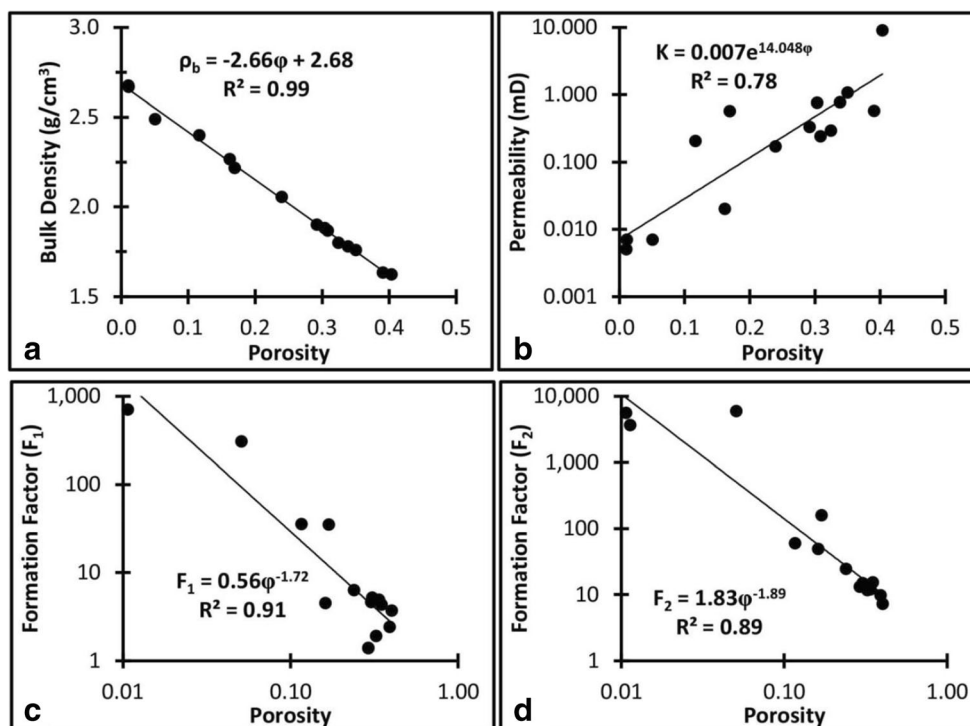 3.0
2.5
2.0
1.5
Bulk Density (g/cm³)
ρb = -2.66φ + 2.68
R² = 0.99
0.0 0.1 0.2 0.3 0.4 0.5
Porosity
a
10.000
1.000
0.100
0.010
0.001
Permeability (mD)
K = 0.007e^14.048φ
R² = 0.78
0.0 0.1 0.2 0.3 0.4 0.5
Porosity
b
1,000
100
10
1
Formation Factor (F₁)
F₁ = 0.56φ^-1.72
R² = 0.91
0.01 0.10 1.00
Porosity
c
10,000
1,000
100
10
1
Formation Factor (F₂)
F₂ = 1.83φ^-1.89
R² = 0.89
0.01 0.10 1.00
Porosity
d